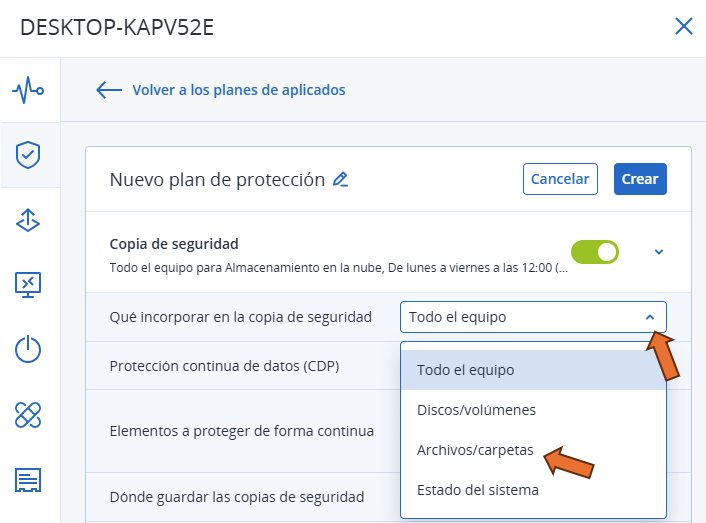 DESKTOP-KAPV52E
Volver a los planes de aplicados
Nuevo plan de protección
Cancelar
Crear
Copia de seguridad
Todo el equipo para Almacenamiento en la nube, De lunes a viernes a las 12:00 (...
Qué incorporar en la copia de seguridad
Todo el equipo
Protección continua de datos (CDP)
Todo el equipo
Discos/volúmenes
Elementos a proteger de forma continua
Archivos/carpetas
Dónde guardar las copias de seguridad
Estado del sistema